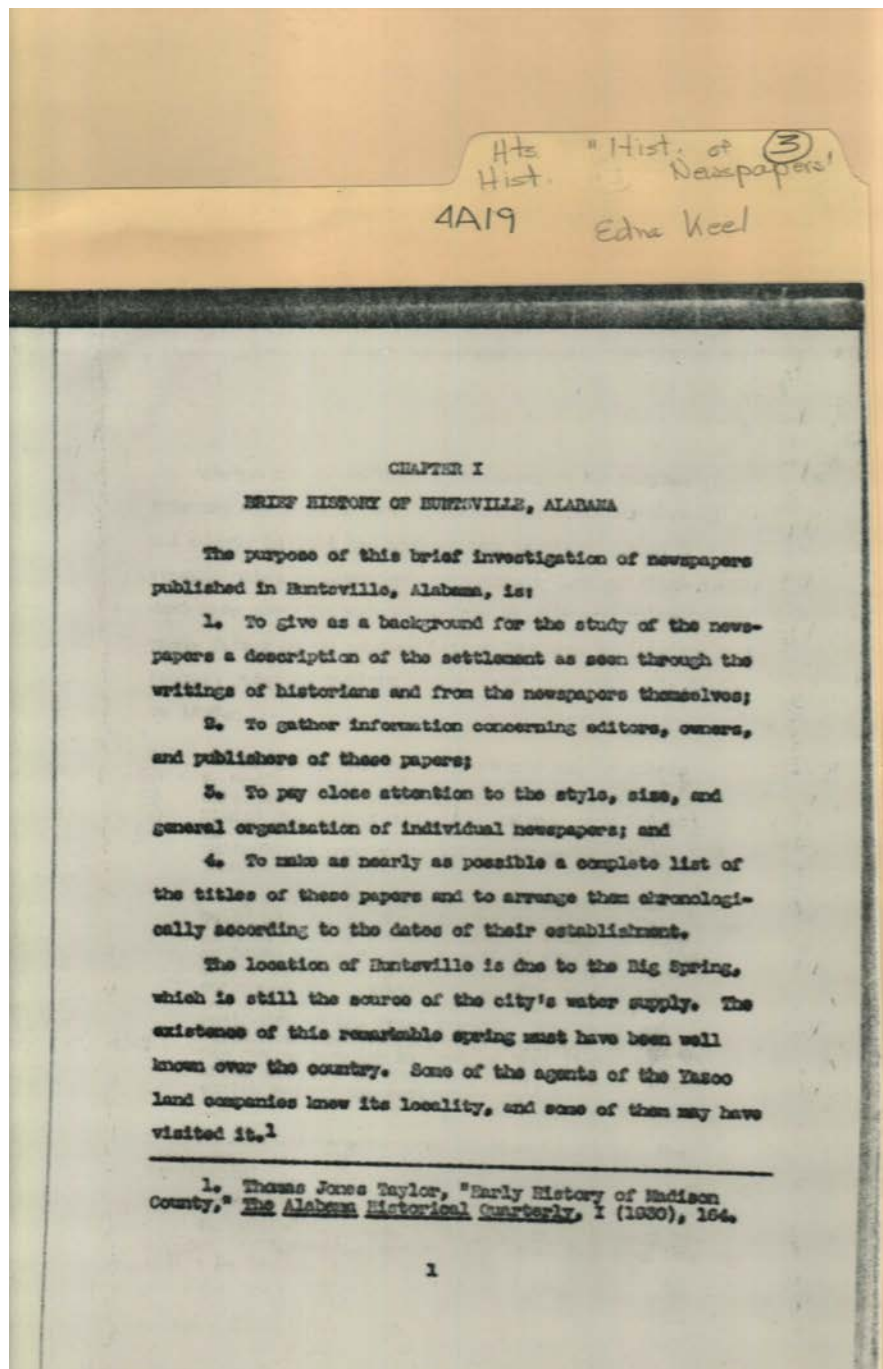 Hts "Hist. of ③
Hist. Newspapers"
4A19 Edna Keel
CHAPTER I
BRIEF HISTORY OF HUNTSVILLE, ALABAMA
The purpose of this brief investigation of newspapers
published in Huntsville, Alabama, is:
1. To give as a background for the study of the news-
papers a description of the settlement as seen through the
writings of historians and from the newspapers themselves;
2. To gather information concerning editors, owners,
and publishers of these papers;
3. To pay close attention to the style, size, and
general organization of individual newspapers; and
4. To make as nearly as possible a complete list of
the titles of these papers and to arrange them chronologi-
cally according to the dates of their establishment.
The location of Huntsville is due to the Big Spring,
which is still the source of the city's water supply. The
existence of this remarkable spring must have been well
known over the country. Some of the agents of the Yazoo
land companies knew its locality, and some of them may have
visited it.1
1. Thomas Jones Taylor, "Early History of Madison
County," The Alabama Historical Quarterly, I (1930), 164.
1